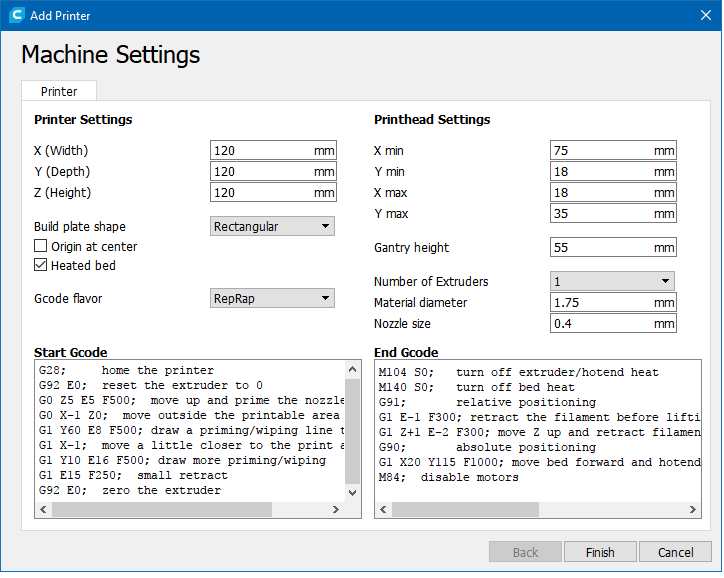 Add Printer
Machine Settings
Printer
Printer Settings
X (Width) 120 mm
Y (Depth) 120 mm
Z (Height) 120 mm
Build plate shape Rectangular
Origin at center
Heated bed
Gcode flavor RepRap
Printhead Settings
X min 75 mm
Y min 18 mm
X max 18 mm
Y max 35 mm
Gantry height 55 mm
Number of Extruders 1
Material diameter 1.75 mm
Nozzle size 0.4 mm
Start Gcode
G28; home the printer
G92 E0; reset the extruder to 0
G0 Z5 E5 F500; move up and prime the nozzle
G0 X-1 Z0; move outside the printable area
G1 Y60 E8 F500; draw a priming/wiping line t
G1 X-1; move a little closer to the print a
G1 Y10 E16 F500; draw more priming/wiping
G1 E15 F250; small retract
G92 E0; zero the extruder
End Gcode
M104 S0; turn off extruder/hotend heat
M140 S0; turn off bed heat
G91; relative positioning
G1 E-1 F300; retract the filament before lifti
G1 Z+1 E-2 F300; move Z up and retract filamen
G90; absolute positioning
G1 X20 Y115 F1000; move bed forward and hotend
M84; disable motors
Back Finish Cancel